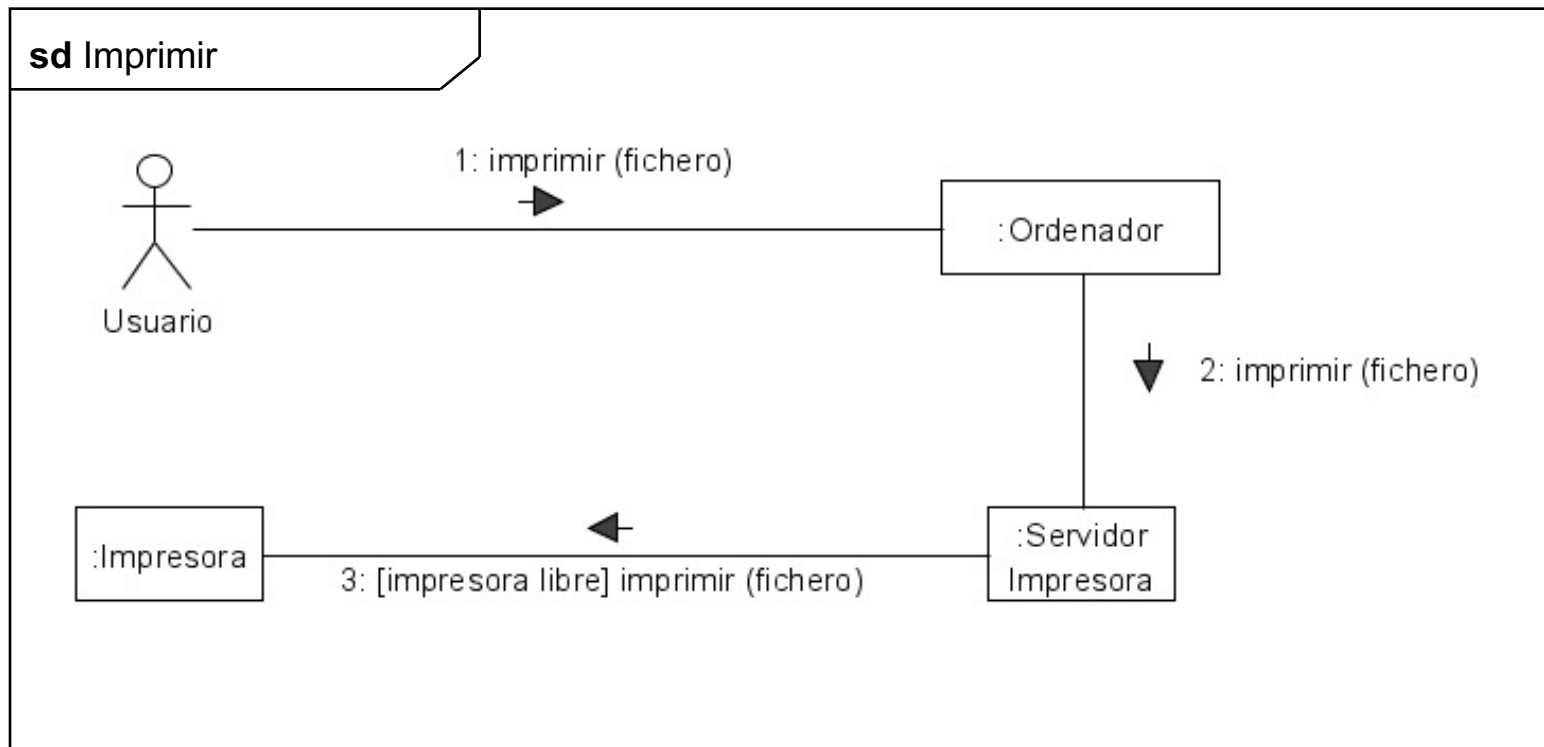 sd Imprimir
1: imprimir (fichero)
:Ordenador
Usuario
2: imprimir (fichero)
:Impresora
3: [impresora libre] imprimir (fichero)
:Servidor
Impresora